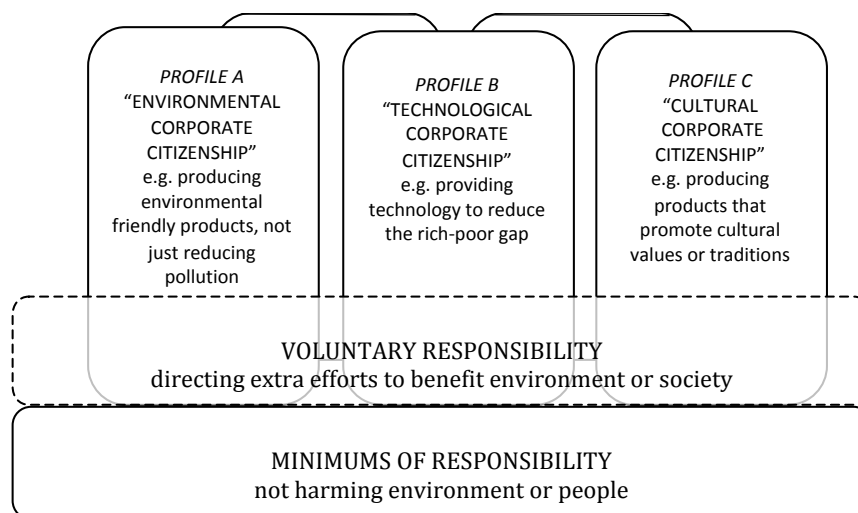 PROFILE A
“ENVIRONMENTAL
CORPORATE
CITIZENSHIP”
e.g. producing
environmental
friendly products, not
just reducing
pollution
PROFILE B
“TECHNOLOGICAL
CORPORATE
CITIZENSHIP”
e.g. providing
technology to reduce
the rich-poor gap
PROFILE C
“CULTURAL
CORPORATE
CITIZENSHIP”
e.g. producing
products that
promote cultural
values or traditions
VOLUNTARY RESPONSIBILITY
directing extra efforts to benefit environment or society
MINIMUMS OF RESPONSIBILITY
not harming environment or people